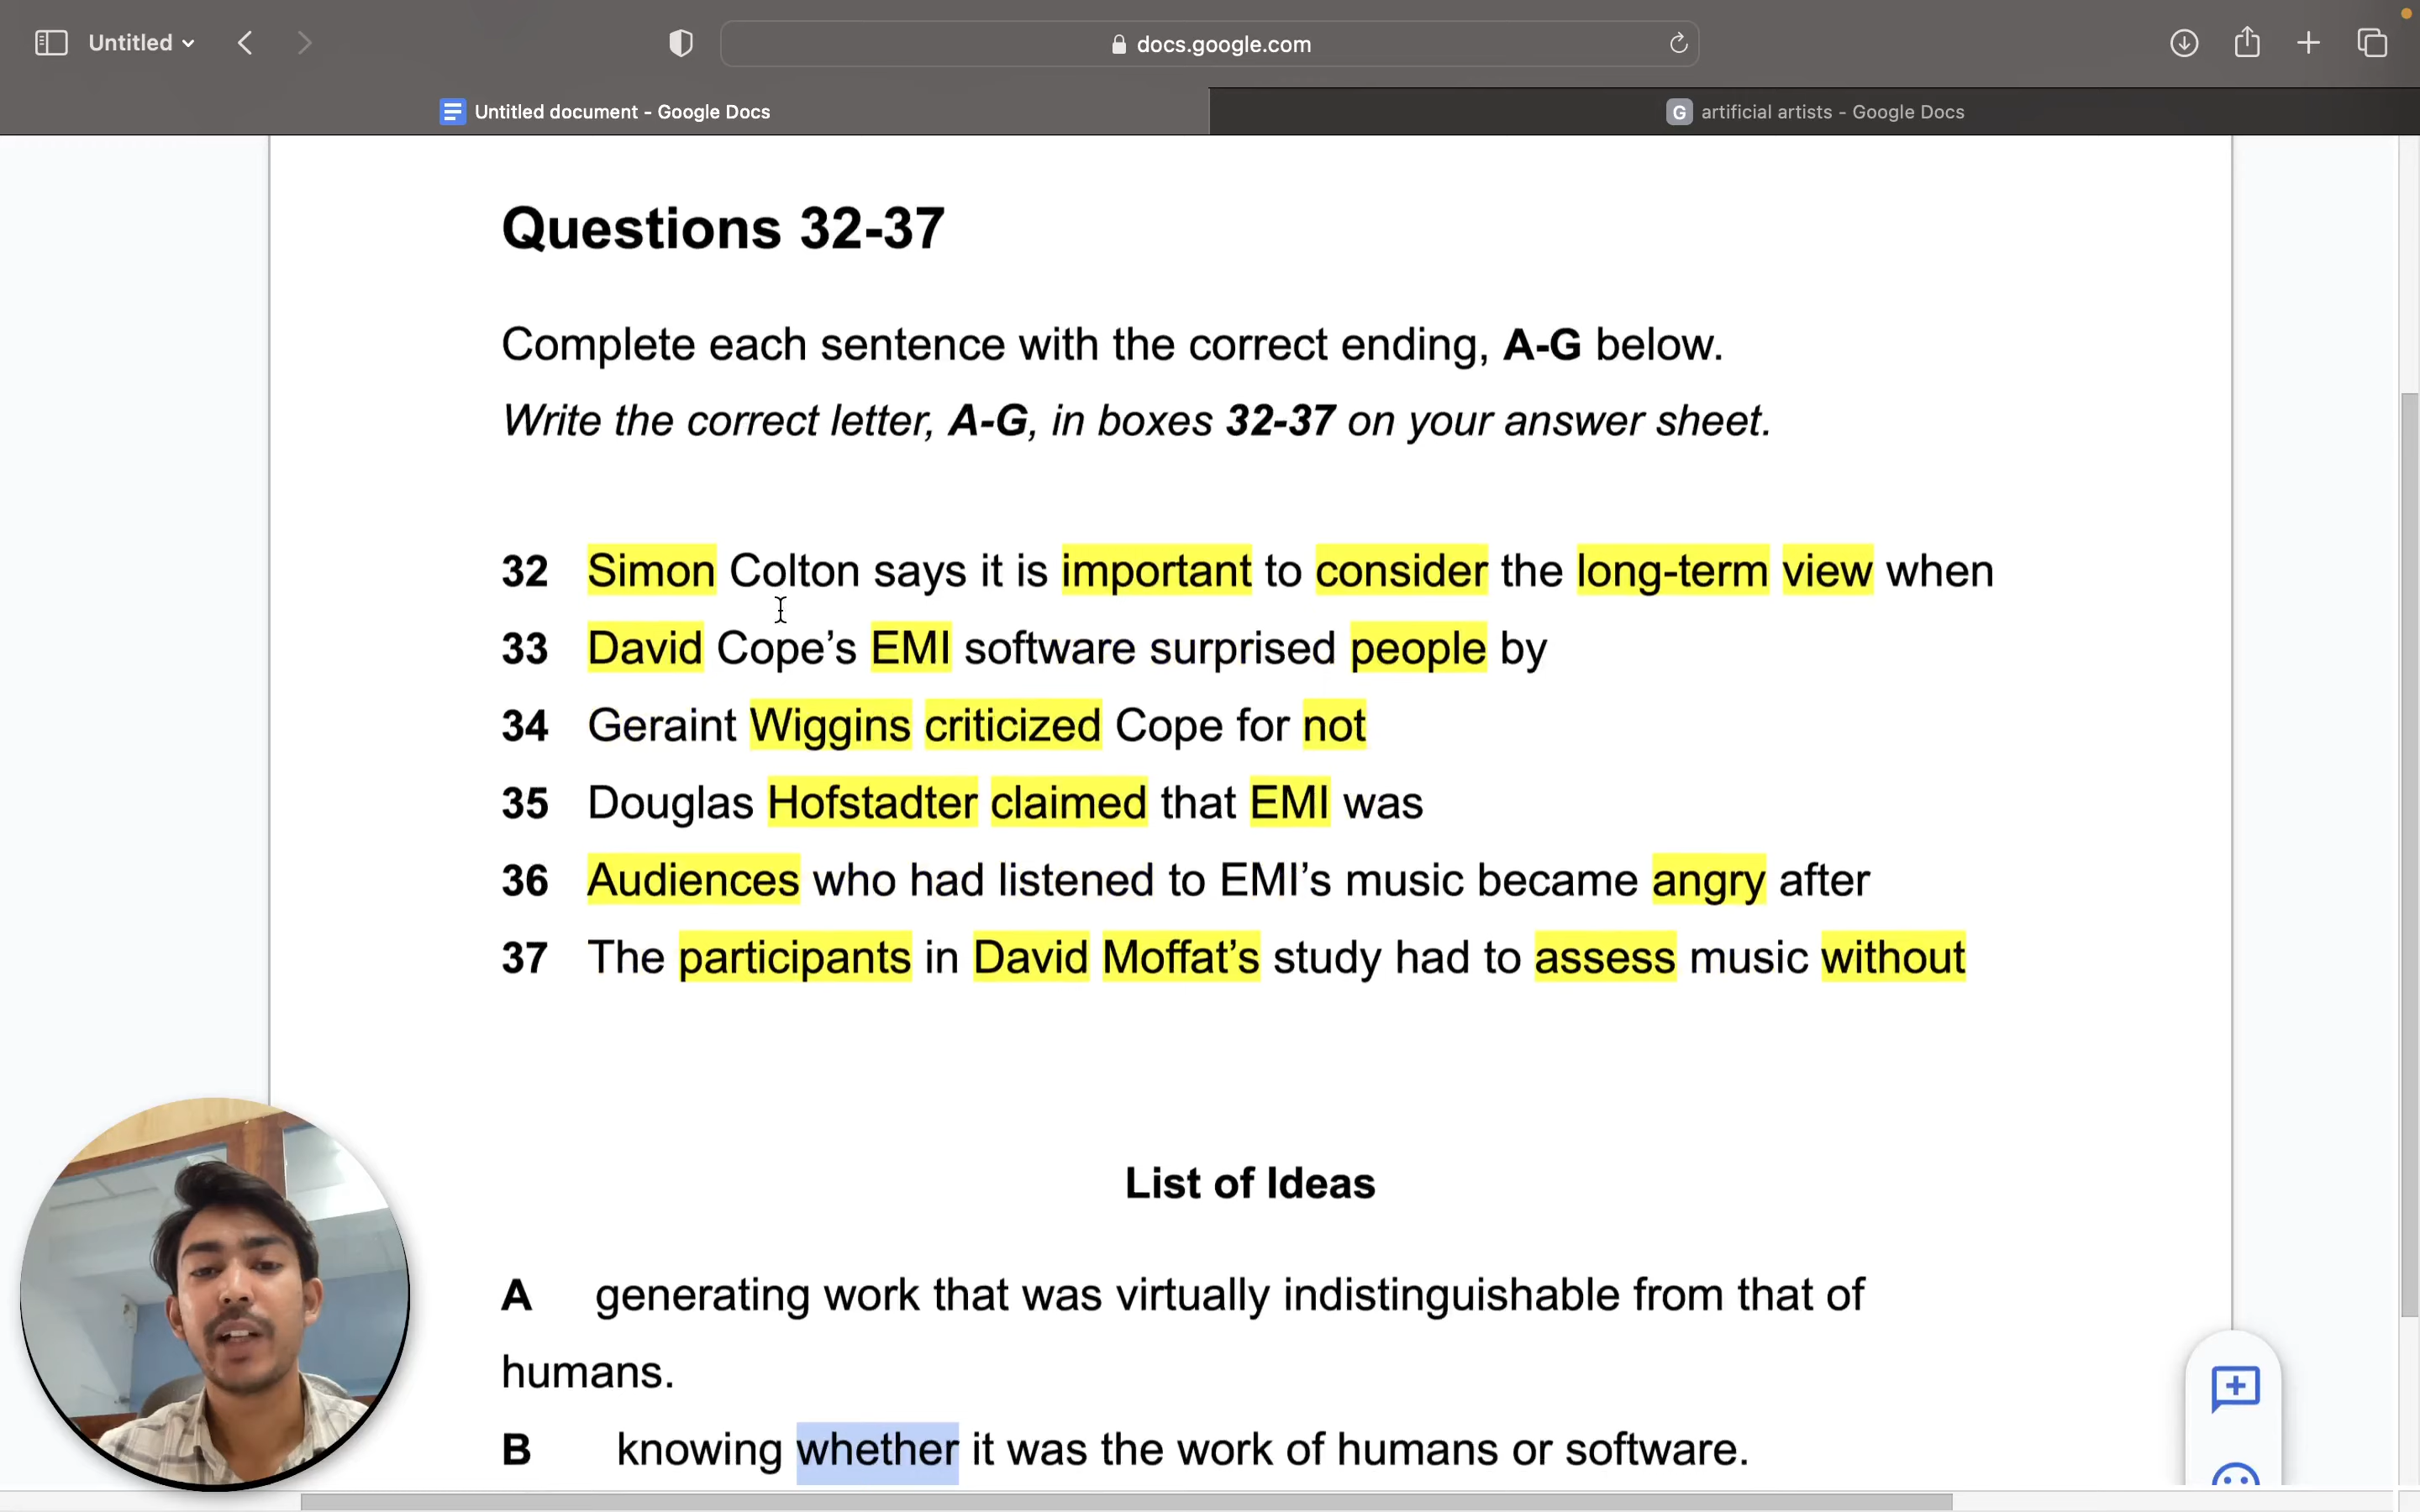 Untitled
docs.google.com
Untitled document - Google Docs
G artificial artists - Google Docs
Questions 32-37
Complete each sentence with the correct ending, A-G below.
Write the correct letter, A-G, in boxes 32-37 on your answer sheet.
32 Simon Colton says it is important to consider the long-term view when
33 David Cope’s EMI software surprised people by
34 Geraint Wiggins criticized Cope for not
35 Douglas Hofstadter claimed that EMI was
36 Audiences who had listened to EMI’s music became angry after
37 The participants in David Moffat’s study had to assess music without
List of Ideas
A generating work that was virtually indistinguishable from that of
humans.
B knowing whether it was the work of humans or software.